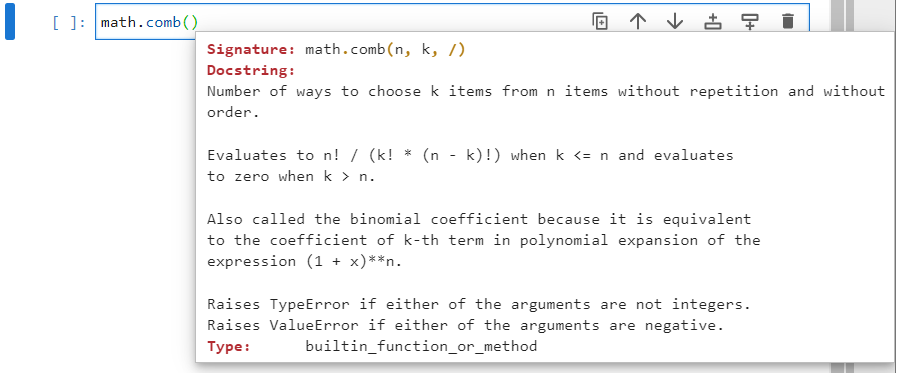 [ ]: math.comb()
Signature: math.comb(n, k, /)
Docstring:
Number of ways to choose k items from n items without repetition and without
order.
Evaluates to n! / (k! * (n - k)!) when k <= n and evaluates
to zero when k > n.
Also called the binomial coefficient because it is equivalent
to the coefficient of k-th term in polynomial expansion of the
expression (1 + x)**n.
Raises TypeError if either of the arguments are not integers.
Raises ValueError if either of the arguments are negative.
Type: builtin_function_or_method